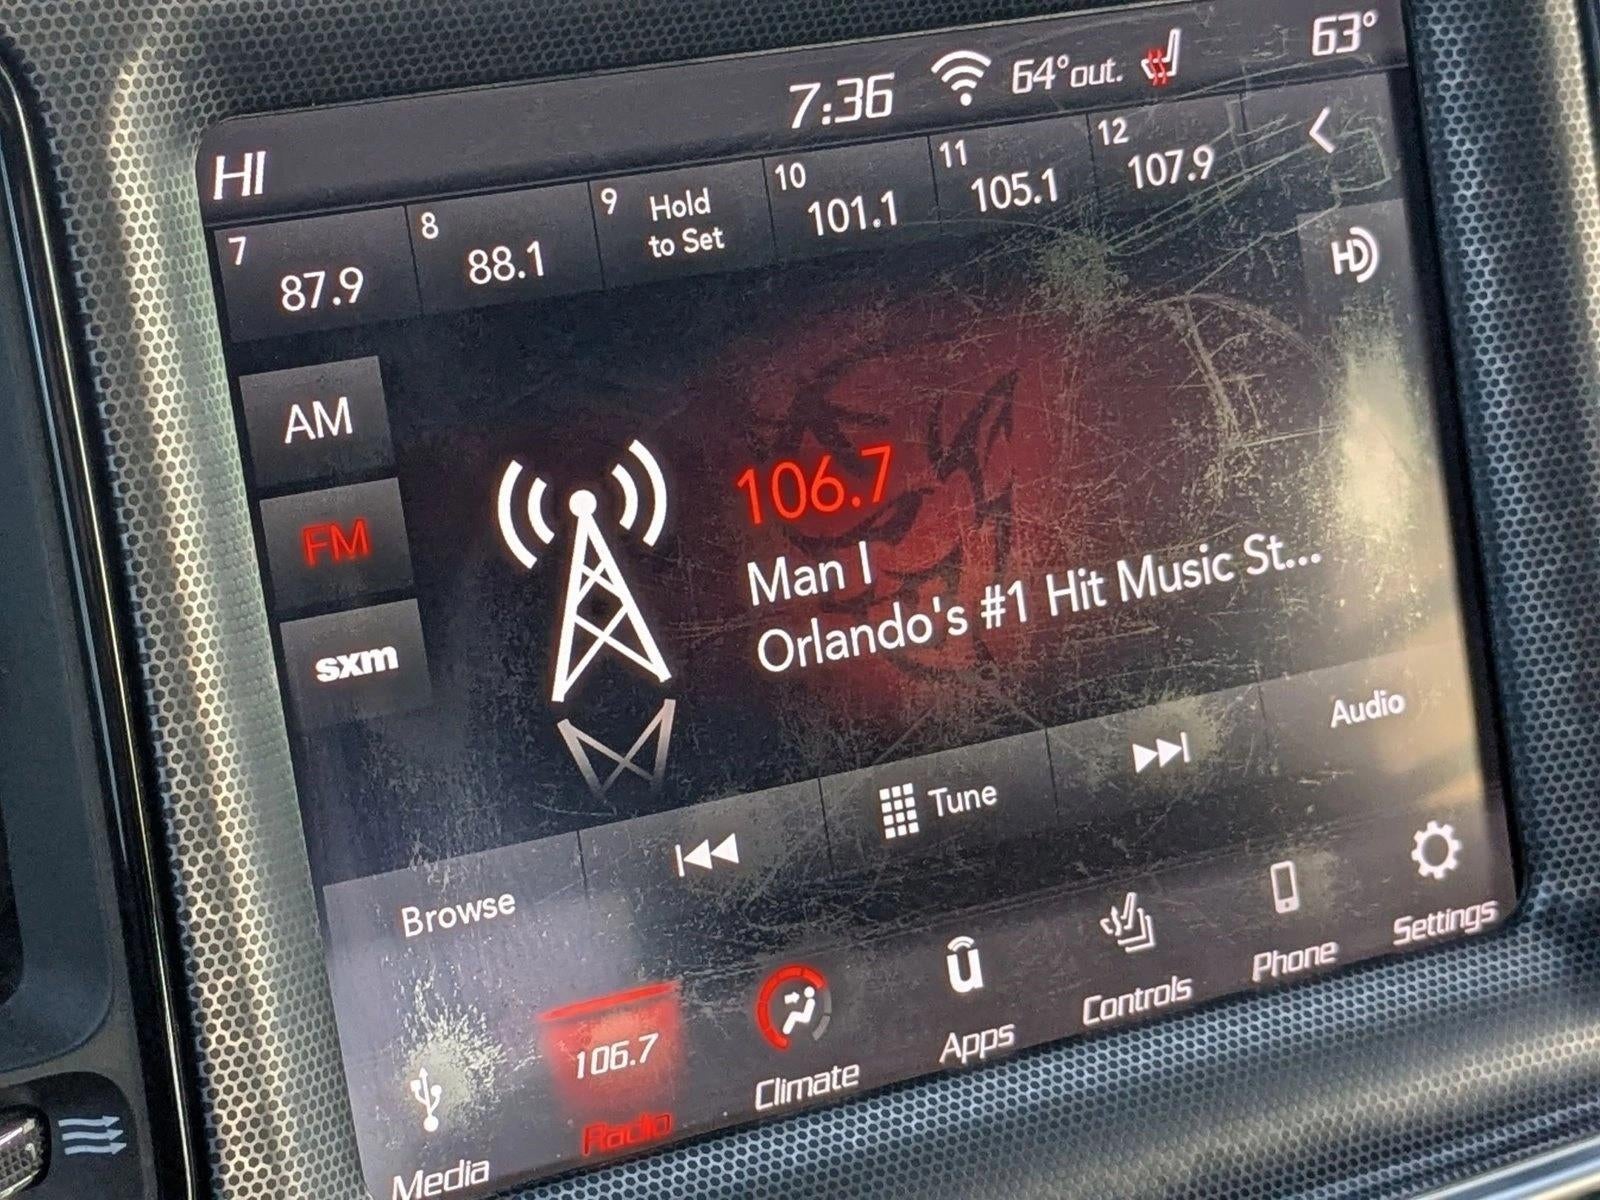 HI 7:36 64°out. 63°
7 87.9 8 88.1 9 Hold to Set 10 101.1 11 105.1 12 107.9
HD
AM
FM
sxm
106.7
Man I
Orlando's #1 Hit Music St...
Browse Tune Audio
106.7
Media Radio Climate Apps Controls Phone Settings